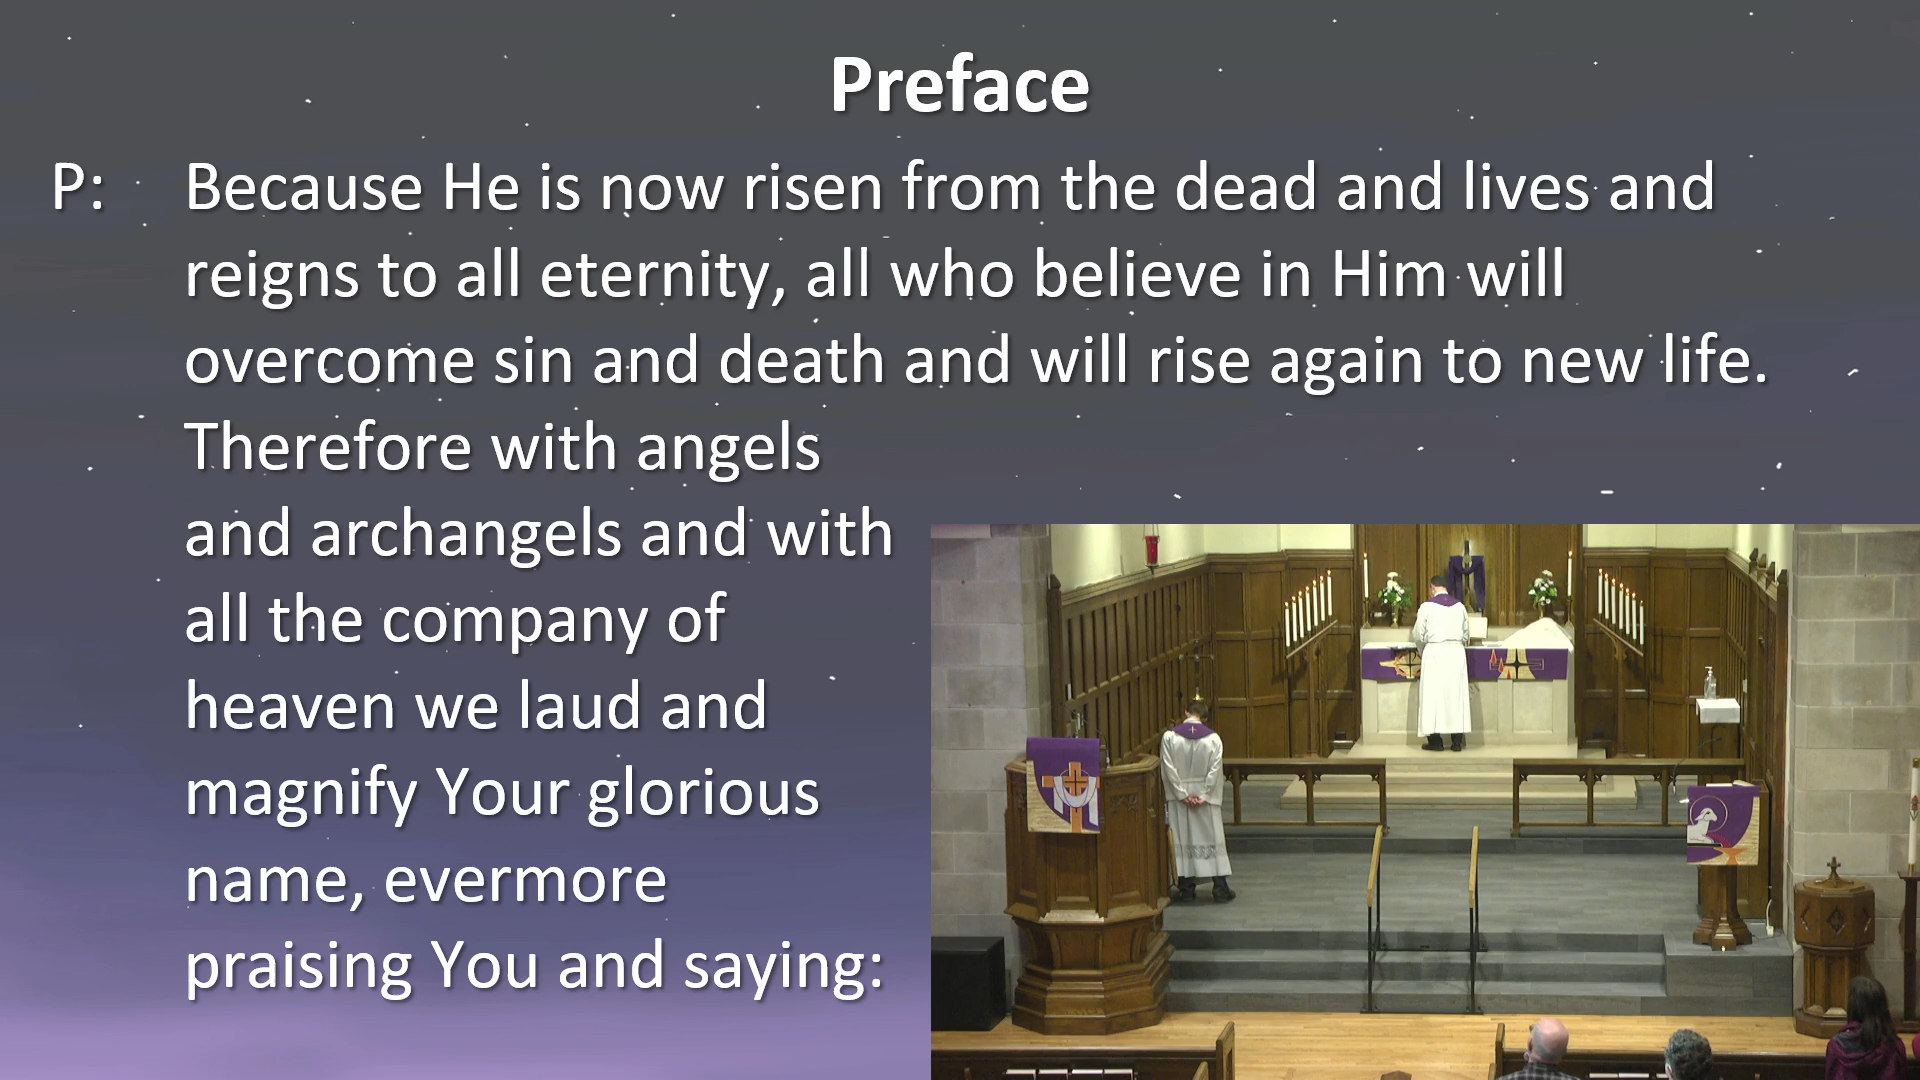 Preface
P: Because He is now risen from the dead and lives and
reigns to all eternity, all who believe in Him will
overcome sin and death and will rise again to new life.
Therefore with angels
and archangels and with
all the company of
heaven we laud and
magnify Your glorious
name, evermore
praising You and saying: